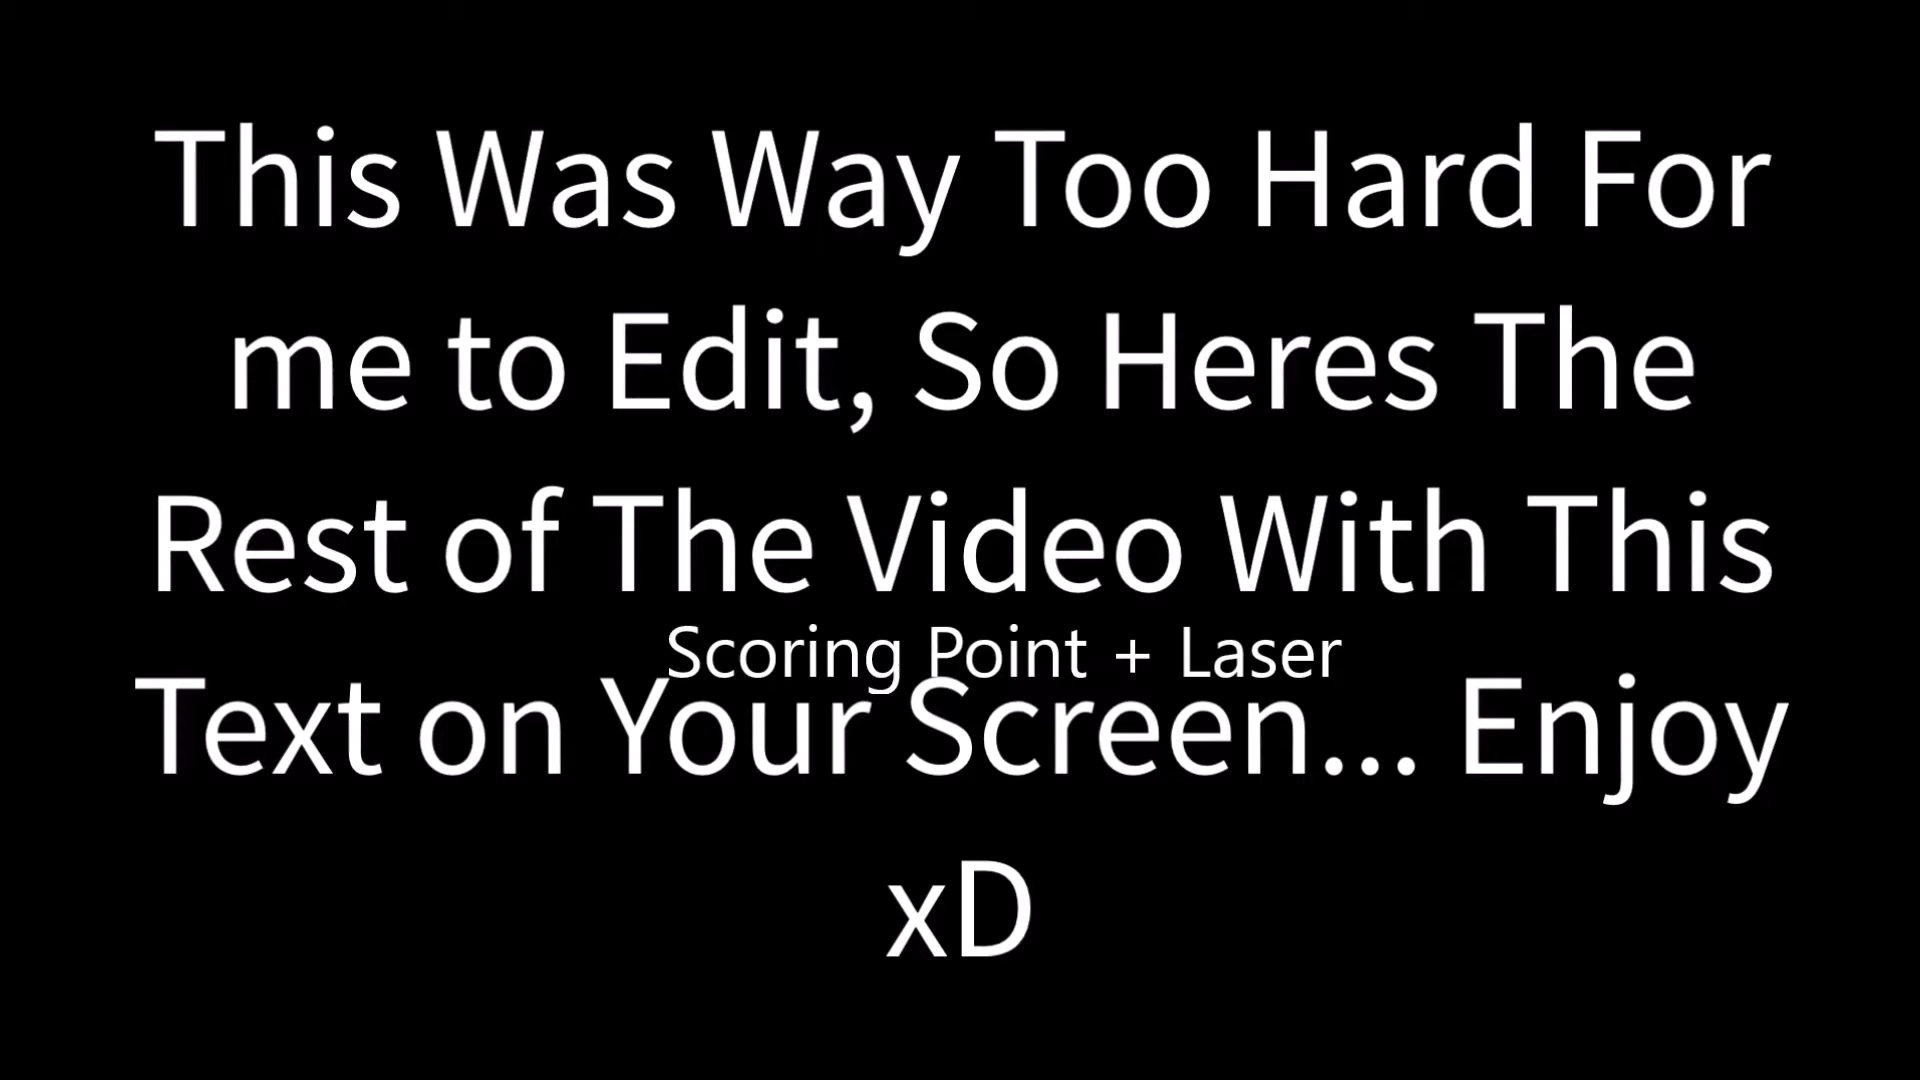 This Was Way Too Hard For
me to Edit, So Heres The
Rest of The Video With This
Scoring Point + Laser
Text on Your Screen... Enjoy
xD